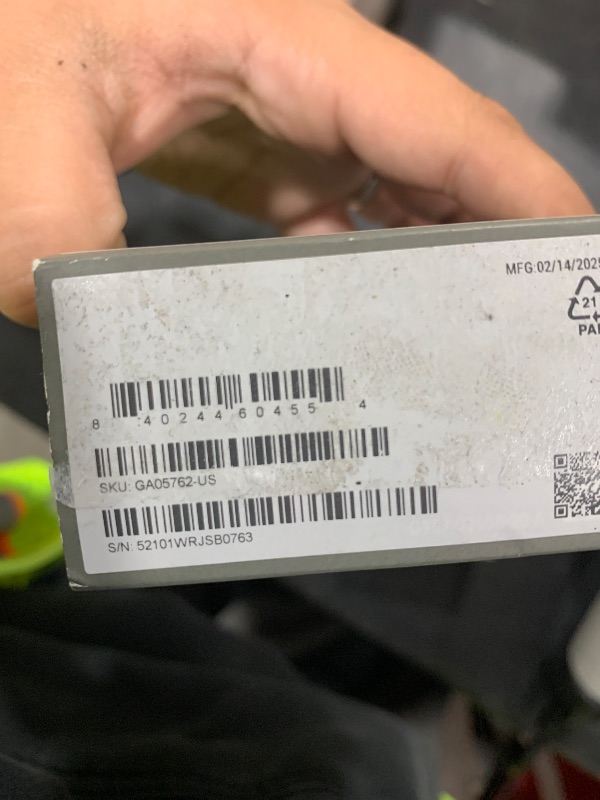 MFG:02/14/2025
21
PA
8 40244 60455 4
SKU: GA05762-US
S/N: 52101WRJSB0763